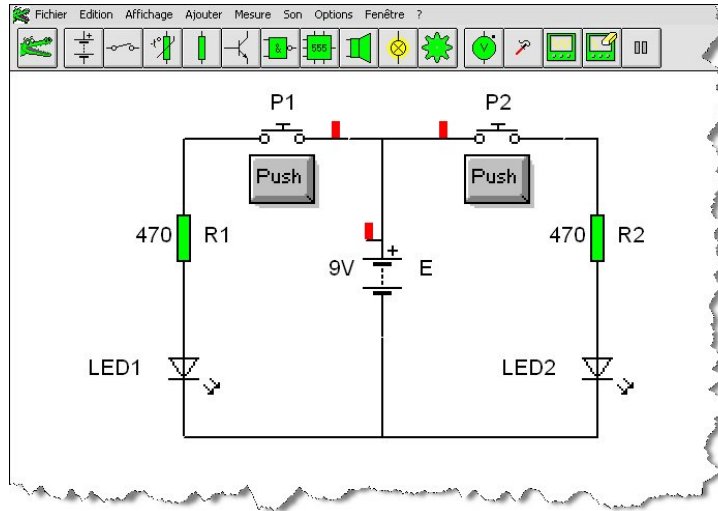 Fichier Edition Affichage Ajouter Mesure Son Options Fenêtre ?
-t° & 555 V
P1 P2
Push Push
470 R1 470 R2
9V + E
LED1 LED2